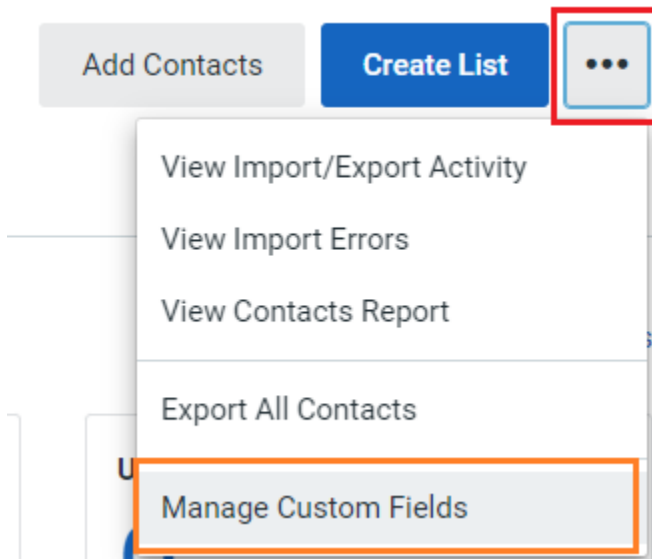 Add Contacts
Create List
•••
View Import/Export Activity
View Import Errors
View Contacts Report
Export All Contacts
Manage Custom Fields